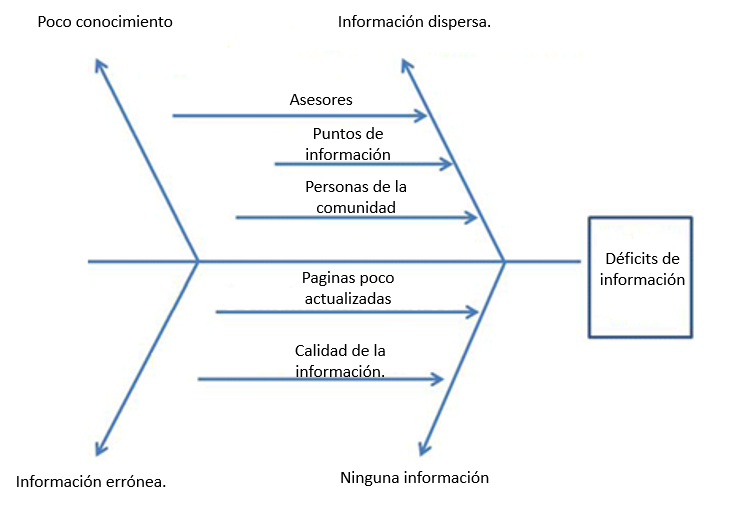 Poco conocimiento
Información dispersa.
Asesores
Puntos de
información
Personas de la
comunidad
Déficits de
información
Paginas poco
actualizadas
Calidad de la
información.
Información errónea.
Ninguna información